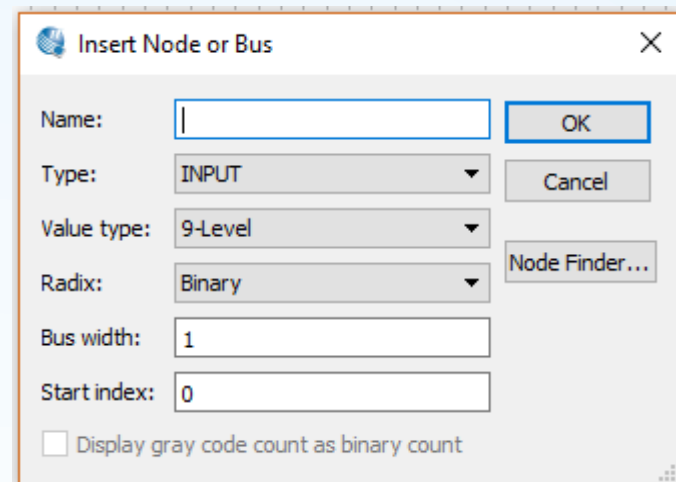 Insert Node or Bus
Name:
OK
Type: INPUT
Cancel
Value type: 9-Level
Node Finder...
Radix: Binary
Bus width: 1
Start index: 0
Display gray code count as binary count